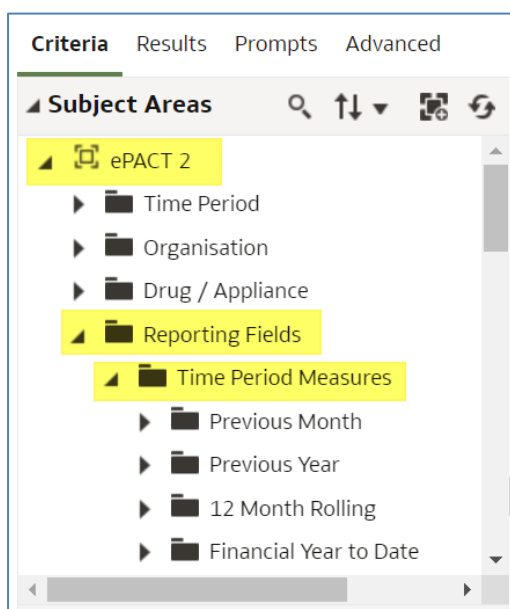 Criteria Results Prompts Advanced
Subject Areas
ePACT 2
Time Period
Organisation
Drug / Appliance
Reporting Fields
Time Period Measures
Previous Month
Previous Year
12 Month Rolling
Financial Year to Date